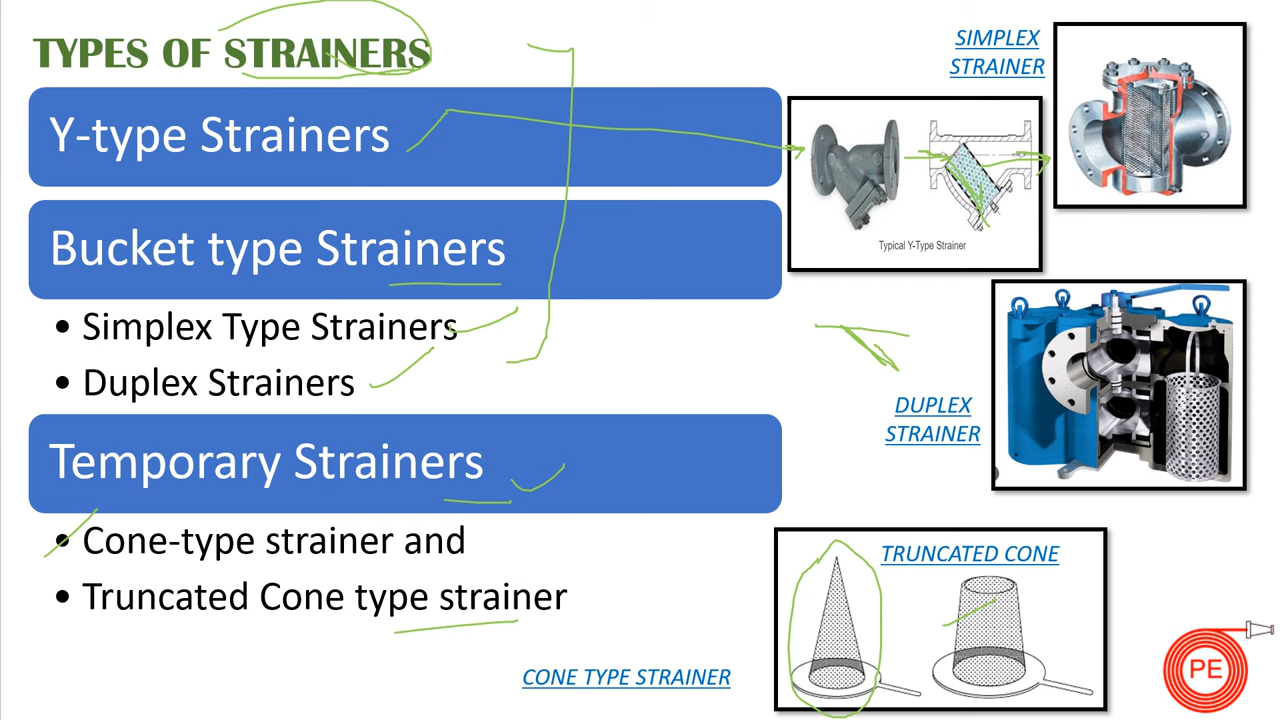 TYPES OF STRAINERS
Y-type Strainers
Bucket type Strainers
• Simplex Type Strainers
• Duplex Strainers
Temporary Strainers
• Cone-type strainer and
• Truncated Cone type strainer
SIMPLEX
STRAINER
Typical Y-Type Strainer
DUPLEX
STRAINER
TRUNCATED CONE
CONE TYPE STRAINER
PE